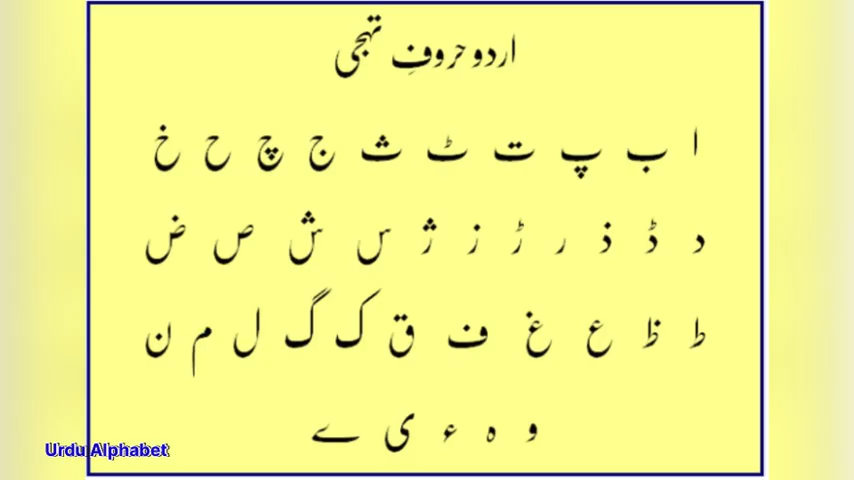 اردو حروفِ تہجی
ا ب پ ت ٹ ث ج چ ح خ
د ڈ ذ ر ڑ ز ژ س ش ص ض
ط ظ ع غ ف ق ک گ ل م ن
و ہ ء ی ے
Urdu Alphabet